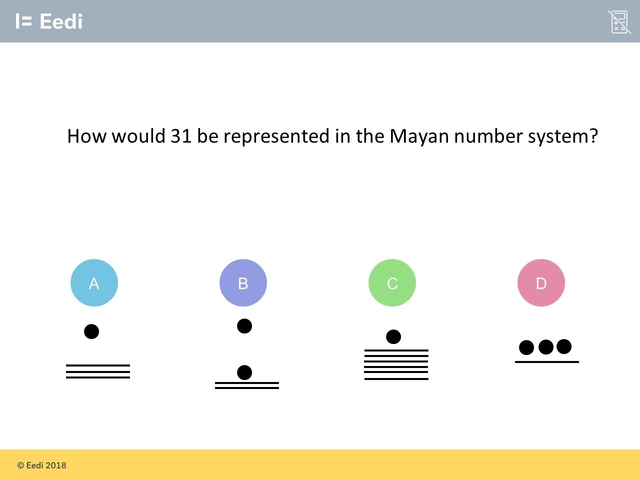 I= Eedi
How would 31 be represented in the Mayan number system?
A B C D
© Eedi 2018